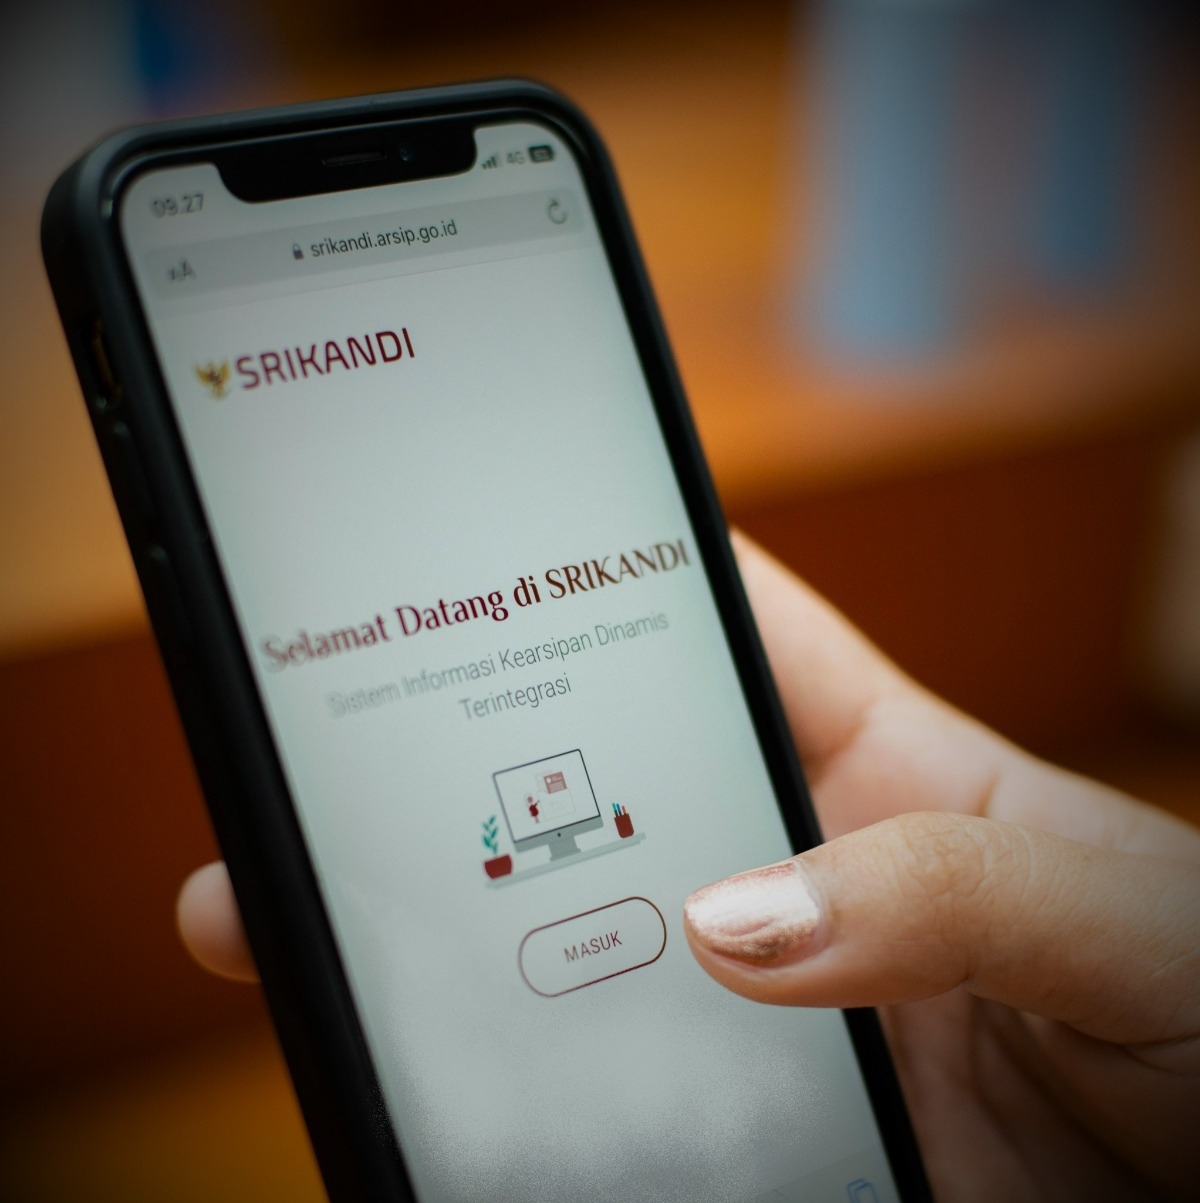 09.27
4G
AA
srikandi.arsip.go.id
SRIKANDI
Selamat Datang di SRIKANDI
Sistem Informasi Kearsipan Dinamis
Terintegrasi
MASUK